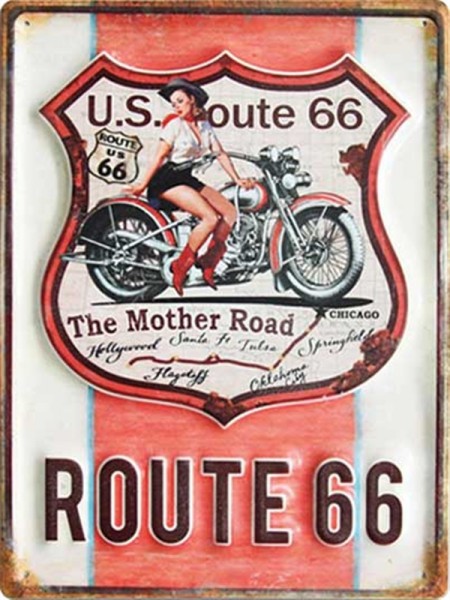 U.S. Route 66
ROUTE
US
66
The Mother Road
CHICAGO
Hollywood Santa Fe Tulsa Springfield
Flagstaff
Oklahoma City
ROUTE 66